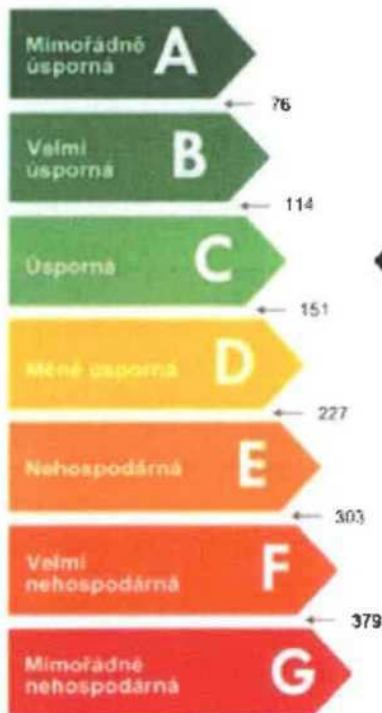 Mimořádně
úsporná A
76
Velmi
úsporná B
114
Úsporná C
151
Méně úsporná D
227
Nehospodárná E
303
Velmi
nehospodárná F
379
Mimořádně
nehospodárná G